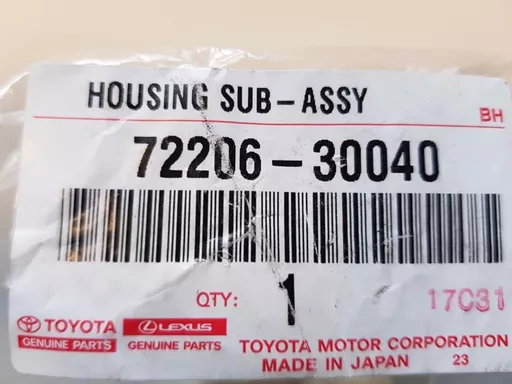 HOUSING SUB-ASSY
BH
72206-30040
QTY: 1
17C31
TOYOTA LEXUS
GENUINE PARTS GENUINE PARTS
TOYOTA MOTOR CORPORATION
MADE IN JAPAN 23